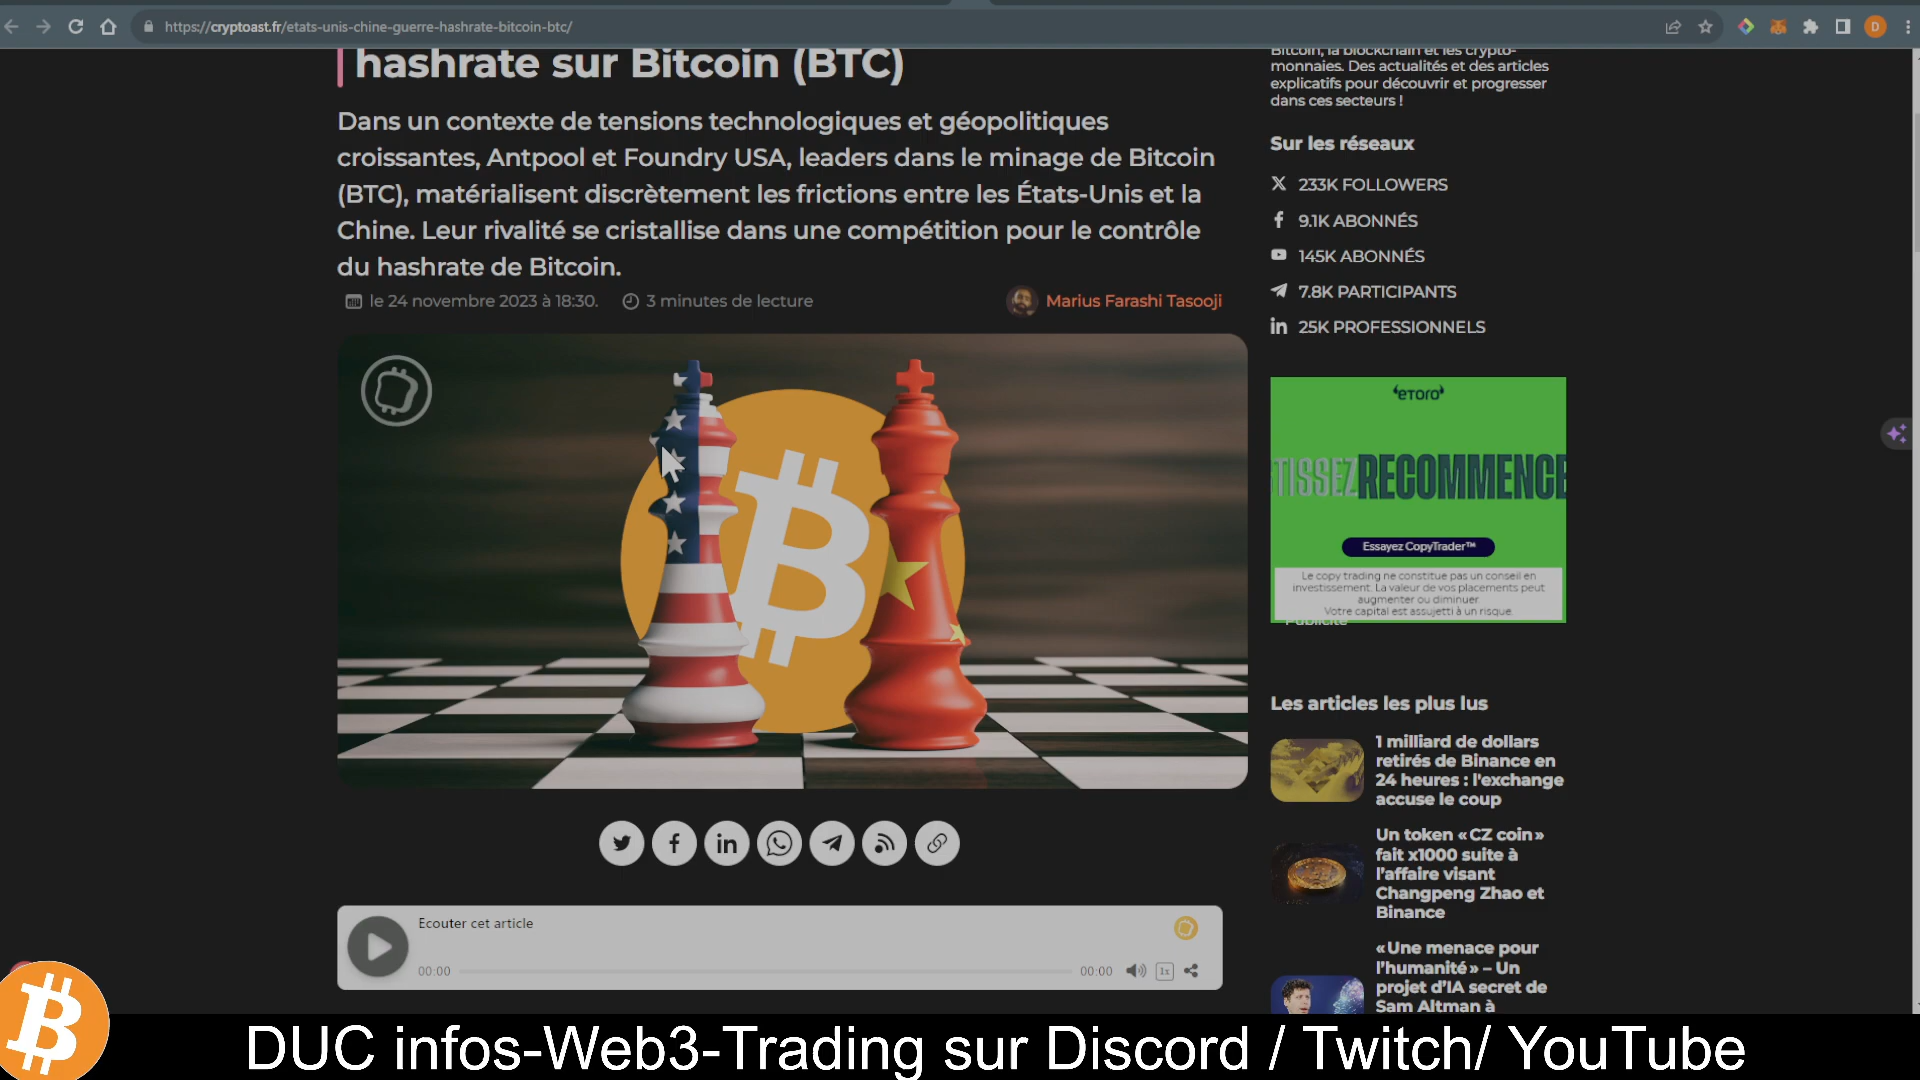 https://cryptoast.fr/etats-unis-chine-guerre-hashrate-bitcoin-btc/
D
hashrate sur Bitcoin (BTC)
Dans un contexte de tensions technologiques et géopolitiques
croissantes, Antpool et Foundry USA, leaders dans le minage de Bitcoin
(BTC), matérialisent discrètement les frictions entre les États-Unis et la
Chine. Leur rivalité se cristallise dans une compétition pour le contrôle
du hashrate de Bitcoin.
le 24 novembre 2023 à 18:30.
3 minutes de lecture
Marius Farashi Tasooji
Ecouter cet article
00:00
00:00
1x
Bitcoin, la blockchain et les crypto-
monnaies. Des actualités et des articles
explicatifs pour découvrir et progresser
dans ces secteurs !
Sur les réseaux
233K FOLLOWERS
9.1K ABONNÉS
145K ABONNÉS
7.8K PARTICIPANTS
25K PROFESSIONNELS
eToro
TISSEZ RECOMMENCE
Essayez CopyTrader™
Le copy trading ne constitue pas un conseil en
investissement. La valeur de vos placements peut
augmenter ou diminuer.
Votre capital est assujetti à un risque.
Publicité
Les articles les plus lus
1 milliard de dollars
retirés de Binance en
24 heures : l'exchange
accuse le coup
Un token « CZ coin »
fait x1000 suite à
l'affaire visant
Changpeng Zhao et
Binance
« Une menace pour
l'humanité » – Un
projet d'IA secret de
Sam Altman à
DUC infos-Web3-Trading sur Discord / Twitch/ YouTube